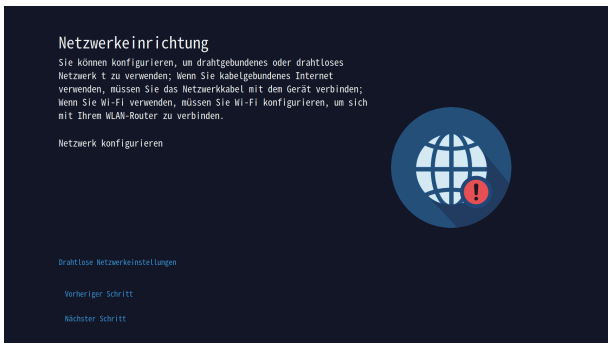 Netzwerkeinrichtung
Sie können konfigurieren, um drahtgebundenes oder drahtloses
Netzwerk t zu verwenden; Wenn Sie kabelgebundenes Internet
verwenden, müssen Sie das Netzwerkkabel mit dem Gerät verbinden;
Wenn Sie Wi-Fi verwenden, müssen Sie Wi-Fi konfigurieren, um sich
mit Ihrem WLAN-Router zu verbinden.
Netzwerk konfigurieren
Drahtlose Netzwerkeinstellungen
Vorheriger Schritt
Nächster Schritt